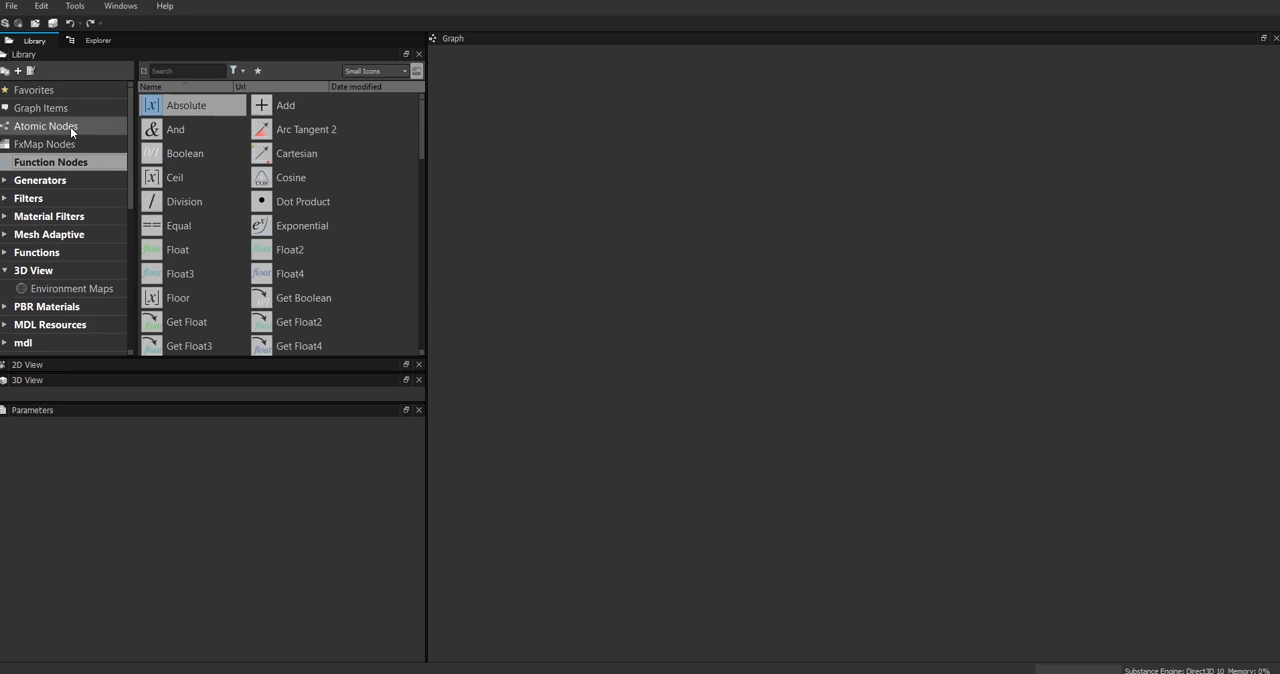 File Edit Tools Windows Help
Library Explorer
Library
Graph
Search
Small Icons
Name Url Date modified
Favorites
Graph Items
Atomic Nodes
FxMap Nodes
Function Nodes
Generators
Filters
Material Filters
Mesh Adaptive
Functions
3D View
Environment Maps
PBR Materials
MDL Resources
mdl
Absolute Add
And Arc Tangent 2
Boolean Cartesian
Ceil Cosine
Division Dot Product
Equal Exponential
Float Float2
Float3 Float4
Floor Get Boolean
Get Float Get Float2
Get Float3 Get Float4
2D View
3D View
Parameters
Substance Engine: Direct3D 10 Memory: 0%